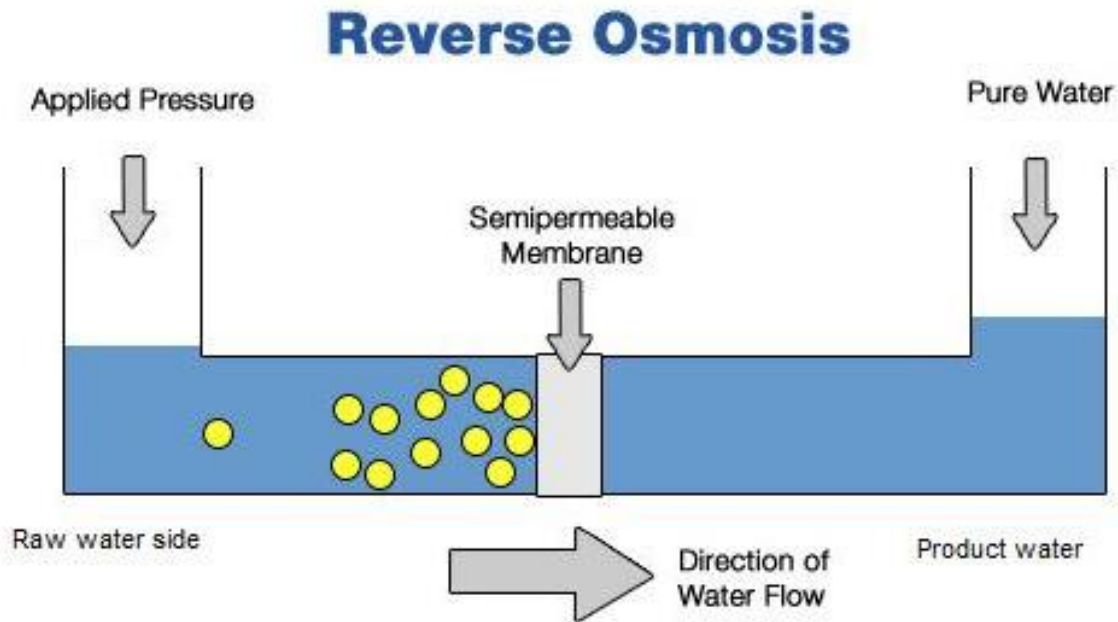 Reverse Osmosis
Applied Pressure
Pure Water
Semipermeable
Membrane
Raw water side
Product water
Direction of
Water Flow